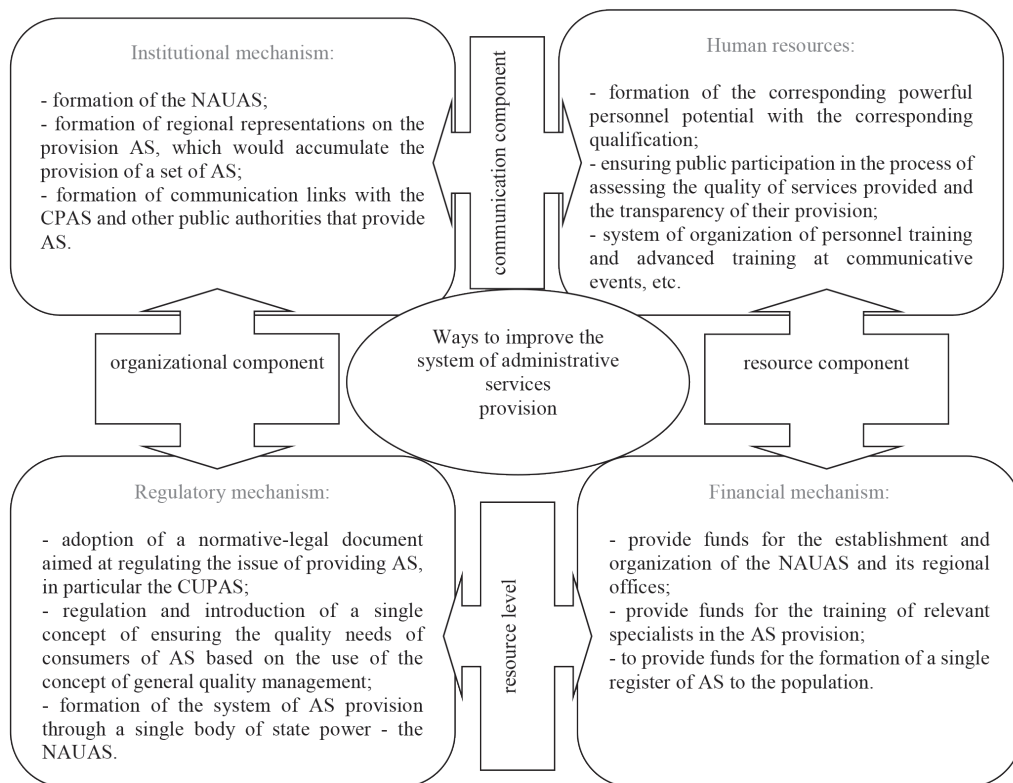 Institutional mechanism:
- formation of the NAUAS;
- formation of regional representations on the
provision AS, which would accumulate the
provision of a set of AS;
- formation of communication links with the
CPAS and other public authorities that provide
AS.
communication component
Human resources:
- formation of the corresponding powerful
personnel potential with the corresponding
qualification;
- ensuring public participation in the process of
assessing the quality of services provided and
the transparency of their provision;
- system of organization of personnel training
and advanced training at communicative
events, etc.
organizational component
Ways to improve the
system of administrative
services
provision
resource component
Regulatory mechanism:
- adoption of a normative-legal document
aimed at regulating the issue of providing AS,
in particular the CUPAS;
- regulation and introduction of a single
concept of ensuring the quality needs of
consumers of AS based on the use of the
concept of general quality management;
- formation of the system of AS provision
through a single body of state power - the
NAUAS.
resource level
Financial mechanism:
- provide funds for the establishment and
organization of the NAUAS and its regional
offices;
- provide funds for the training of relevant
specialists in the AS provision;
- to provide funds for the formation of a single
register of AS to the population.